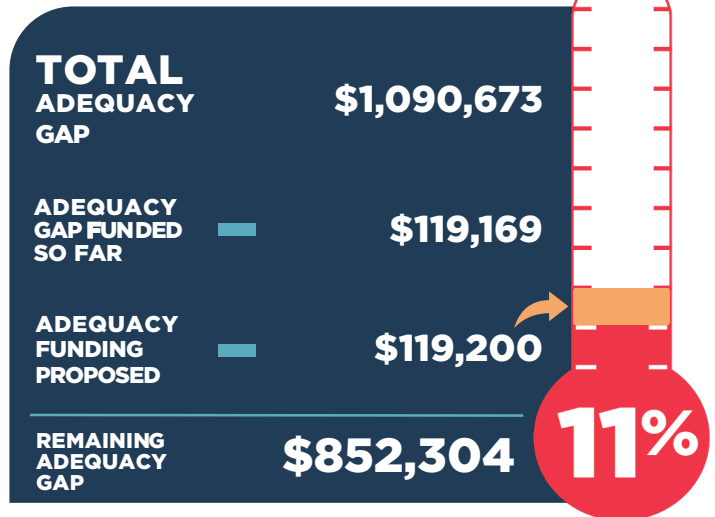 TOTAL
ADEQUACY
GAP
$1,090,673
ADEQUACY
GAP FUNDED
SO FAR
$119,169
ADEQUACY
FUNDING
PROPOSED
$119,200
REMAINING
ADEQUACY
GAP
$852,304
11%